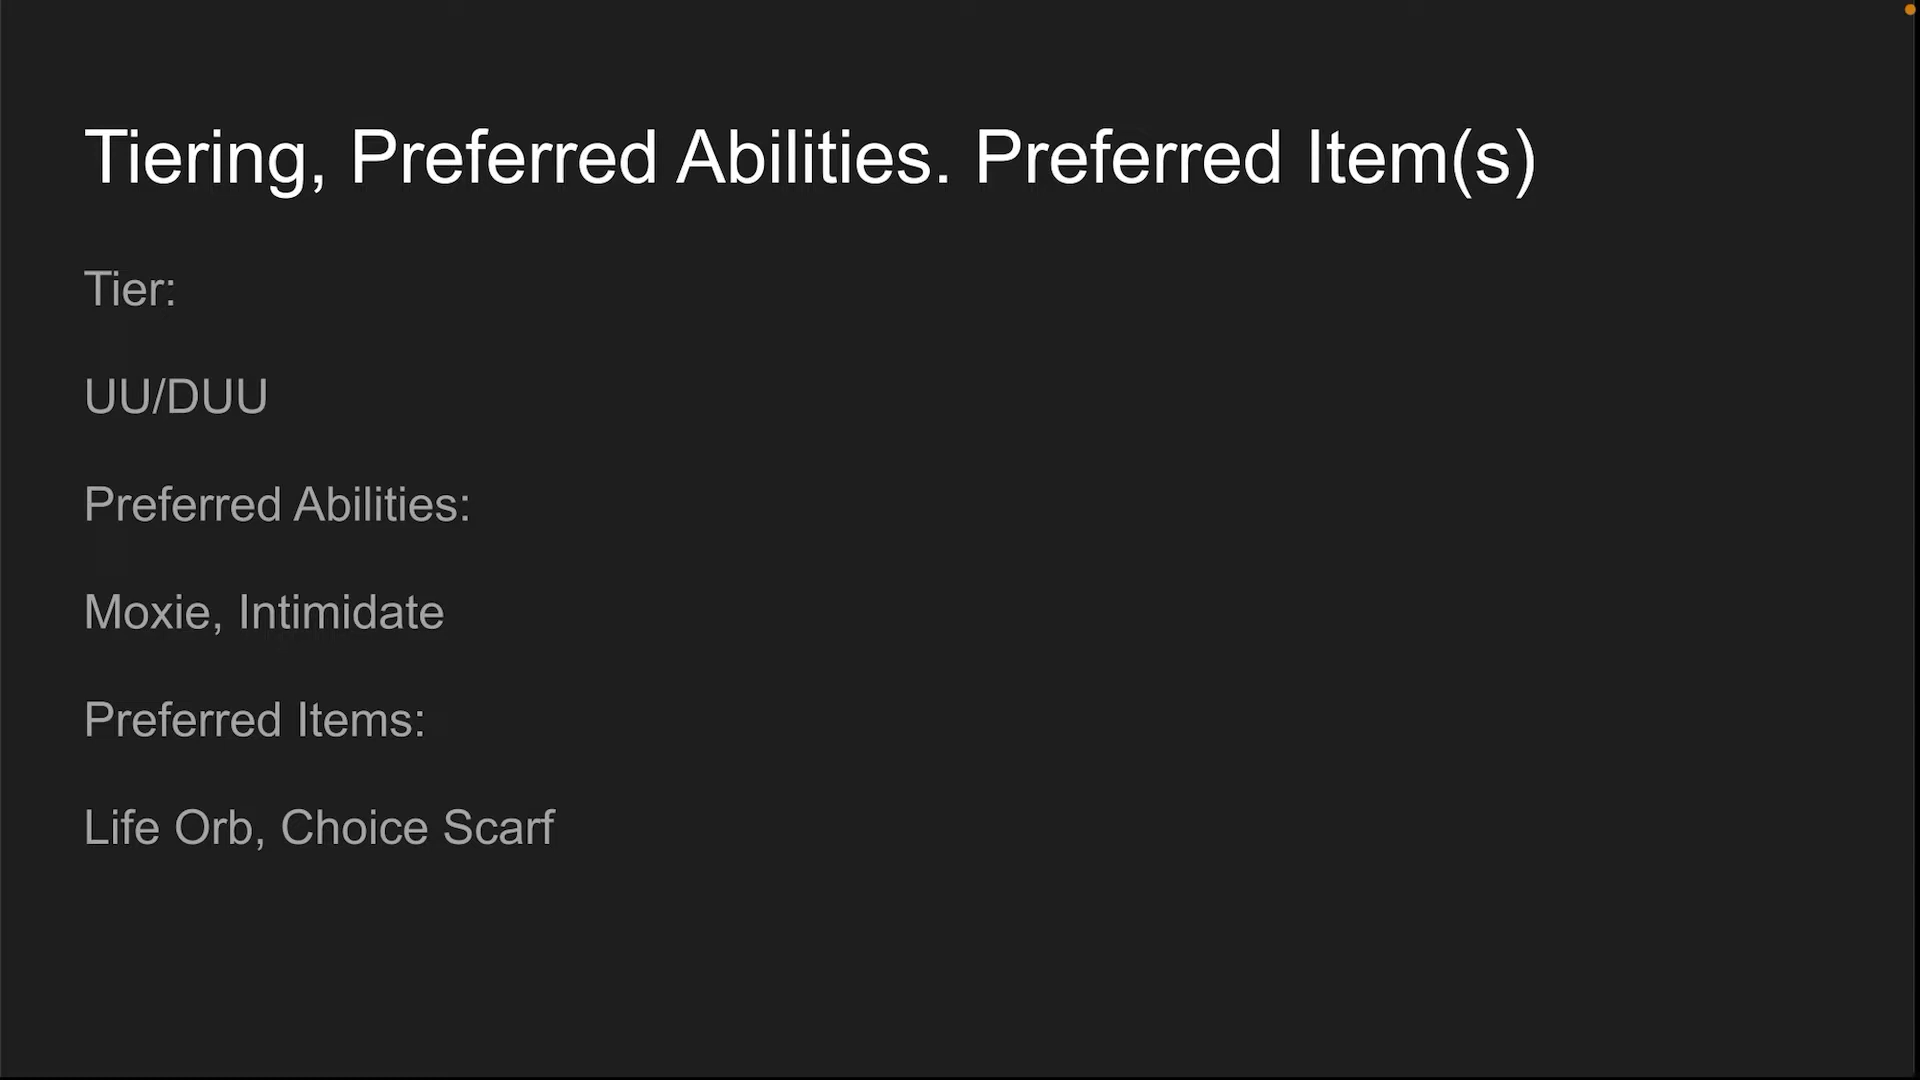 Tiering, Preferred Abilities. Preferred Item(s)
Tier:
UU/DUU
Preferred Abilities:
Moxie, Intimidate
Preferred Items:
Life Orb, Choice Scarf